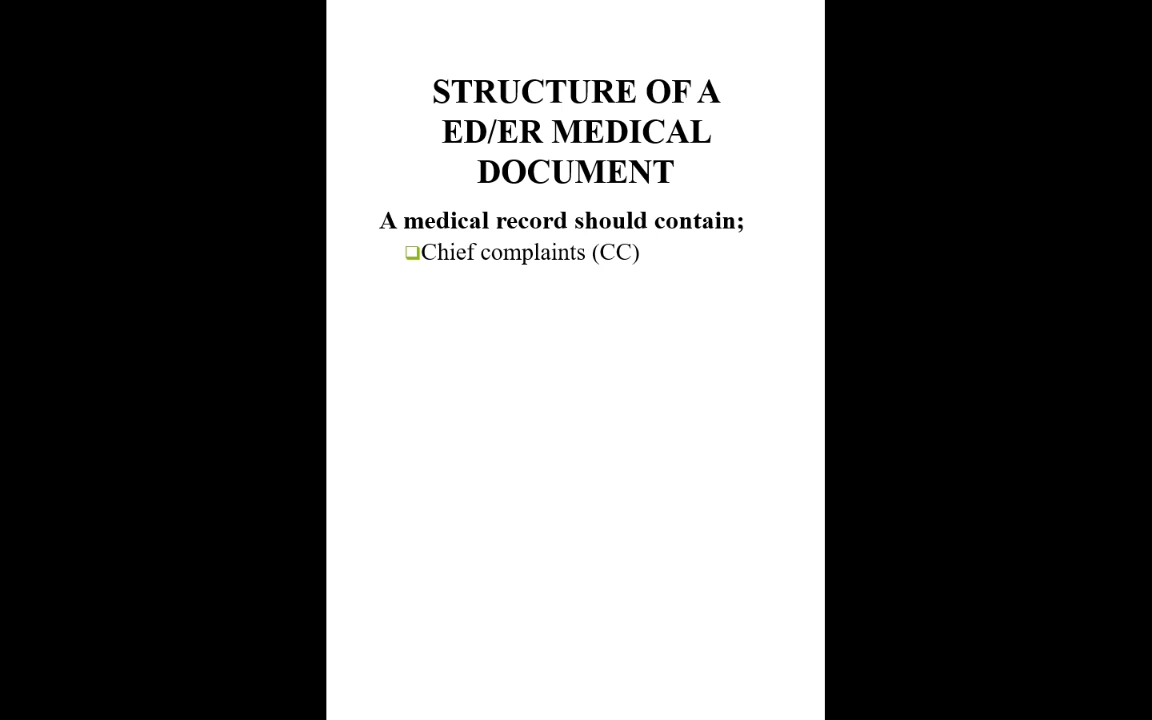 STRUCTURE OF A
ED/ER MEDICAL
DOCUMENT
A medical record should contain;
Chief complaints (CC)